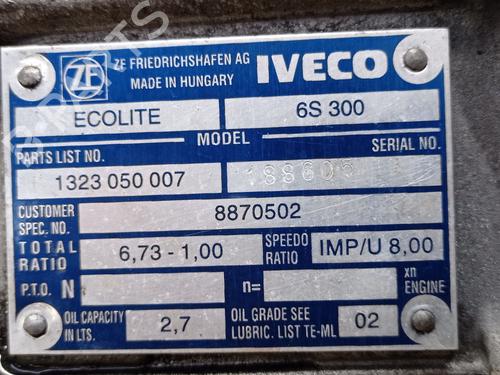 ZF
ZF FRIEDRICHSHAFEN AG
MADE IN HUNGARY
IVECO
ECOLITE
6S 300
MODEL
PARTS LIST NO.
SERIAL NO.
1323 050 007
CUSTOMER SPEC. NO.
8870502
TOTAL RATIO
6,73 - 1,00
SPEEDO RATIO
IMP/U 8,00
P.T.O.
N
n=
xn ENGINE
OIL CAPACITY IN LTS.
2,7
OIL GRADE SEE LUBRIC. LIST TE-ML
02